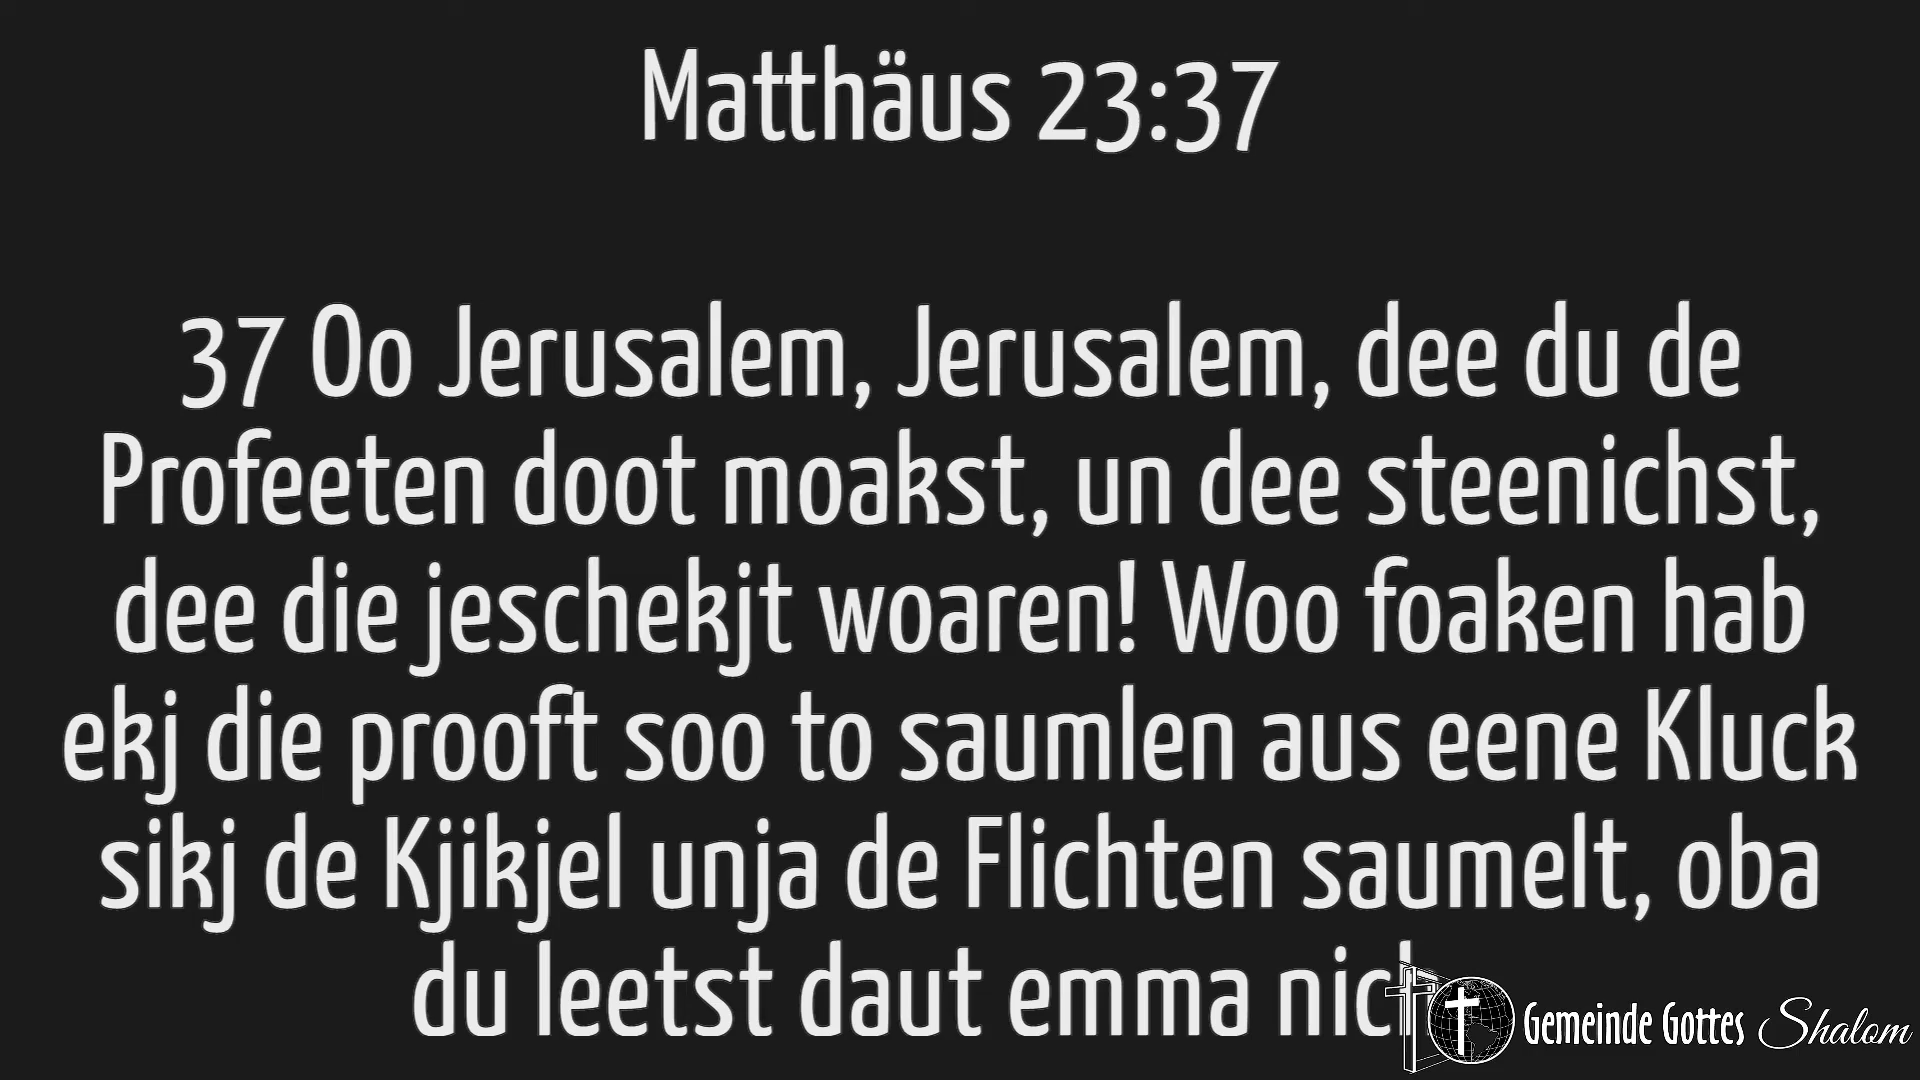 Matthäus 23:37
37 Oo Jerusalem, Jerusalem, dee du de
Profeeten doot moakst, un dee steenichst,
dee die jeschekjt woaren! Woo foaken hab
ekj die prooft soo to saumlen aus eene Kluck
sikj de Kjikjel unja de Flichten saumelt, oba
du leetst daut emma
Gemeinde Gottes Shalom